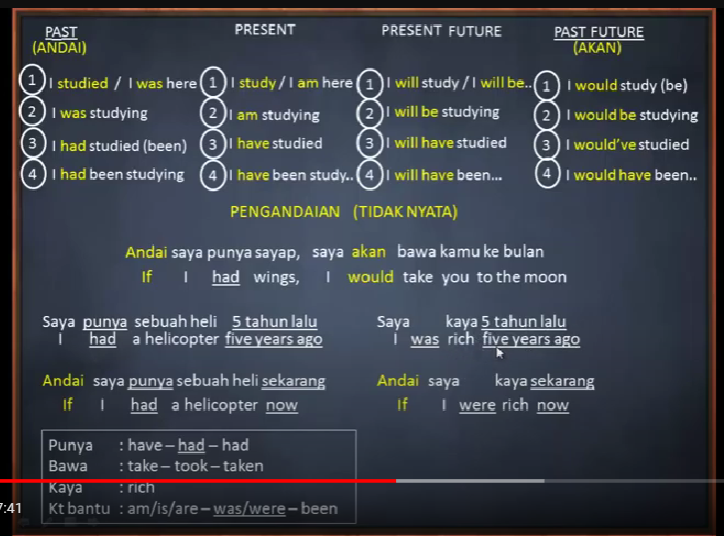 PAST PRESENT PRESENT FUTURE PAST FUTURE
(ANDAI) (AKAN)
1 I studied / I was here 1 I study / I am here 1 I will study / I will be.. 1 I would study (be)
2 I was studying 2 I am studying 2 I will be studying 2 I would be studying
3 I had studied (been) 3 I have studied 3 I will have studied 3 I would've studied
4 I had been studying 4 I have been study.. 4 I will have been... 4 I would have been..
PENGANDAIAN (TIDAK NYATA)
Andai saya punya sayap, saya akan bawa kamu ke bulan
If I had wings, I would take you to the moon
Saya punya sebuah heli 5 tahun lalu Saya kaya 5 tahun lalu
I had a helicopter five years ago I was rich five years ago
Andai saya punya sebuah heli sekarang Andai saya kaya sekarang
If I had a helicopter now If I were rich now
Punya : have – had – had
Bawa : take – took – taken
Kaya : rich
Kt bantu : am/is/are – was/were – been
7:41